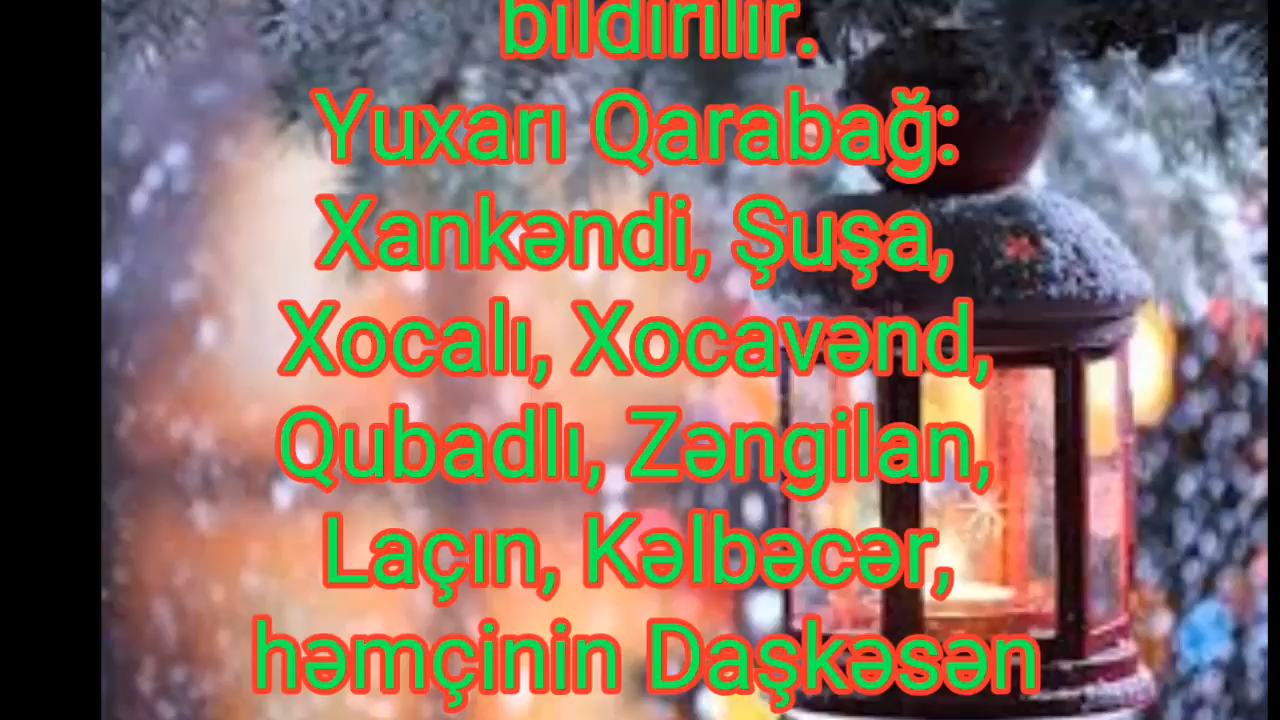 bildirilir.
Yuxarı Qarabağ:
Xankəndi, Şuşa,
Xocalı, Xocavənd,
Qubadlı, Zəngilan,
Laçın, Kəlbəcər,
həmçinin Daşkəsən